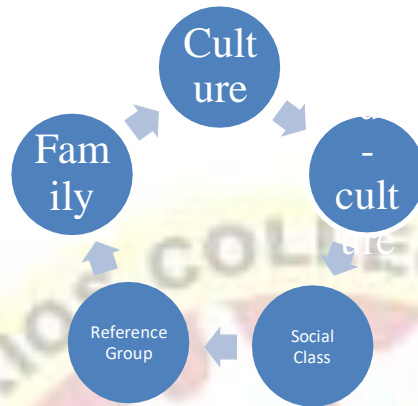 Cult
ure
-
cult
ure
Social
Class
Reference
Group
Fam
ily
COLLE